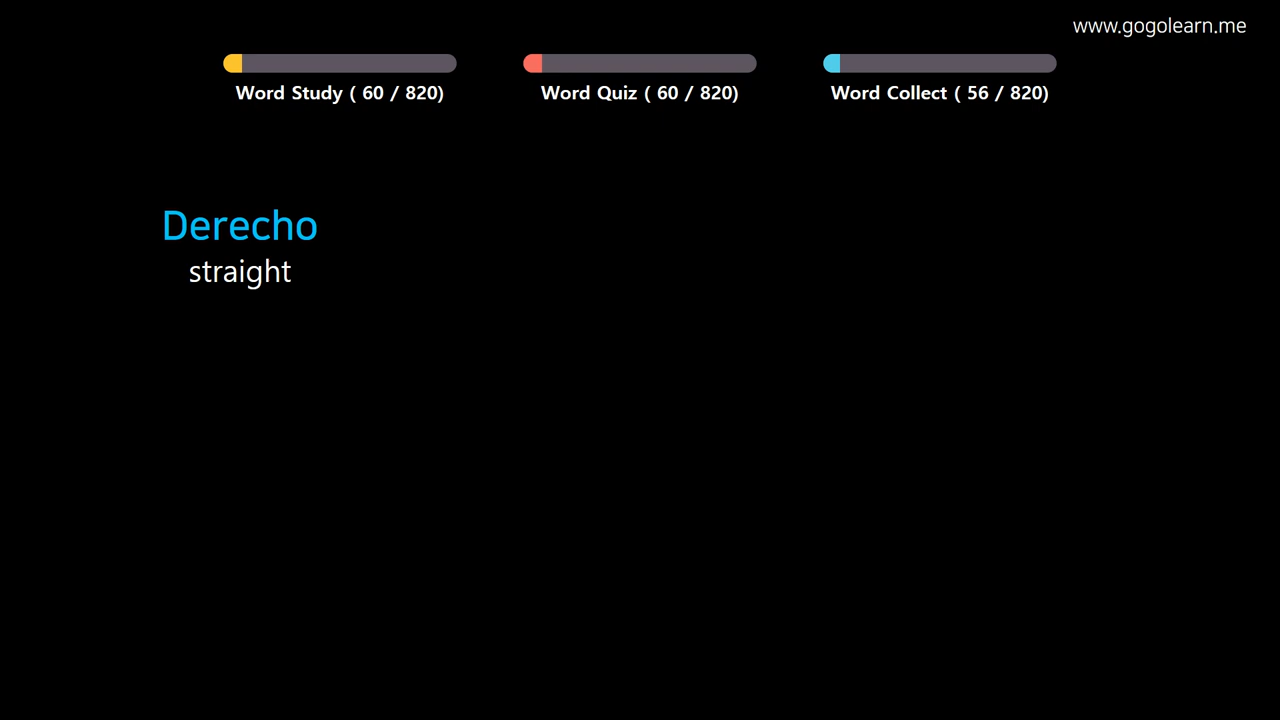 www.gogolearn.me
Word Study ( 60 / 820)
Word Quiz ( 60 / 820)
Word Collect ( 56 / 820)
Derecho
straight